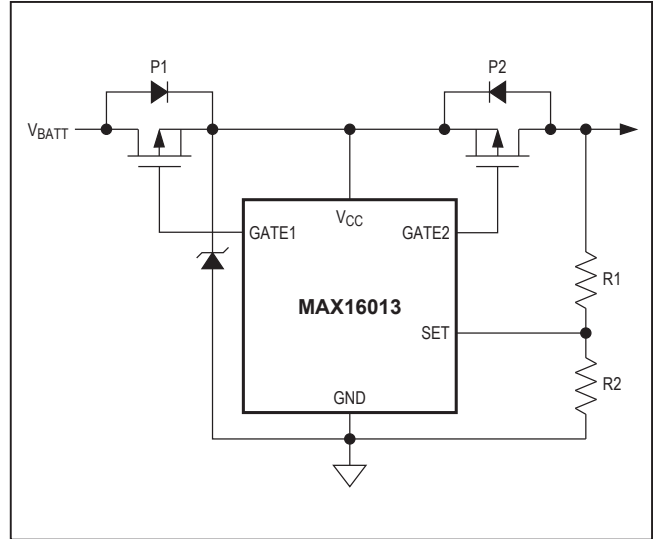 P1
P2
VBATT
VCC
GATE1
GATE2
R1
MAX16013
SET
R2
GND